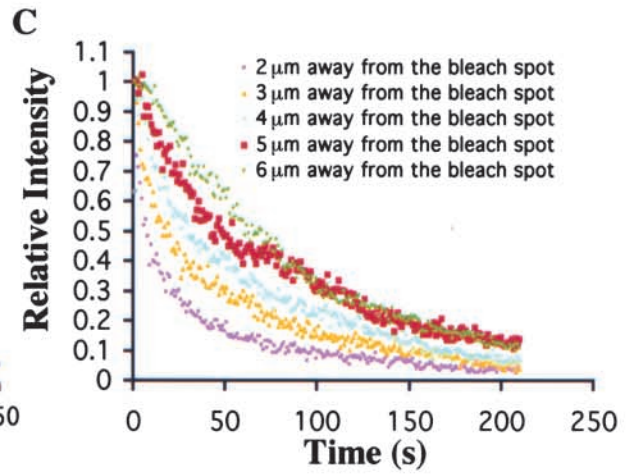 C
1.1
1
0.9
0.8
0.7
0.6
0.5
0.4
0.3
0.2
0.1
0
Relative Intensity
2 μm away from the bleach spot
3 μm away from the bleach spot
4 μm away from the bleach spot
5 μm away from the bleach spot
6 μm away from the bleach spot
50
0 50 100 150 200 250
Time (s)